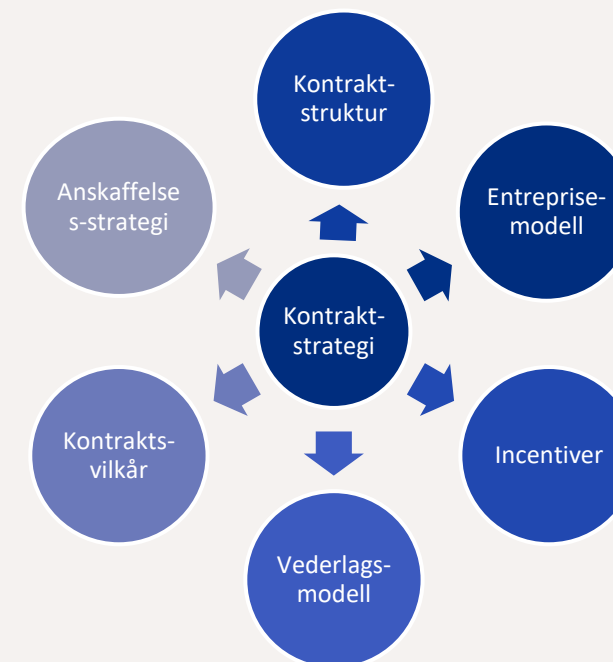 Kontrakt-
struktur
Anskaffelse
s-strategi
Entreprise-
modell
Kontrakt-
strategi
Kontrakts-
vilkår
Incentiver
Vederlags-
modell